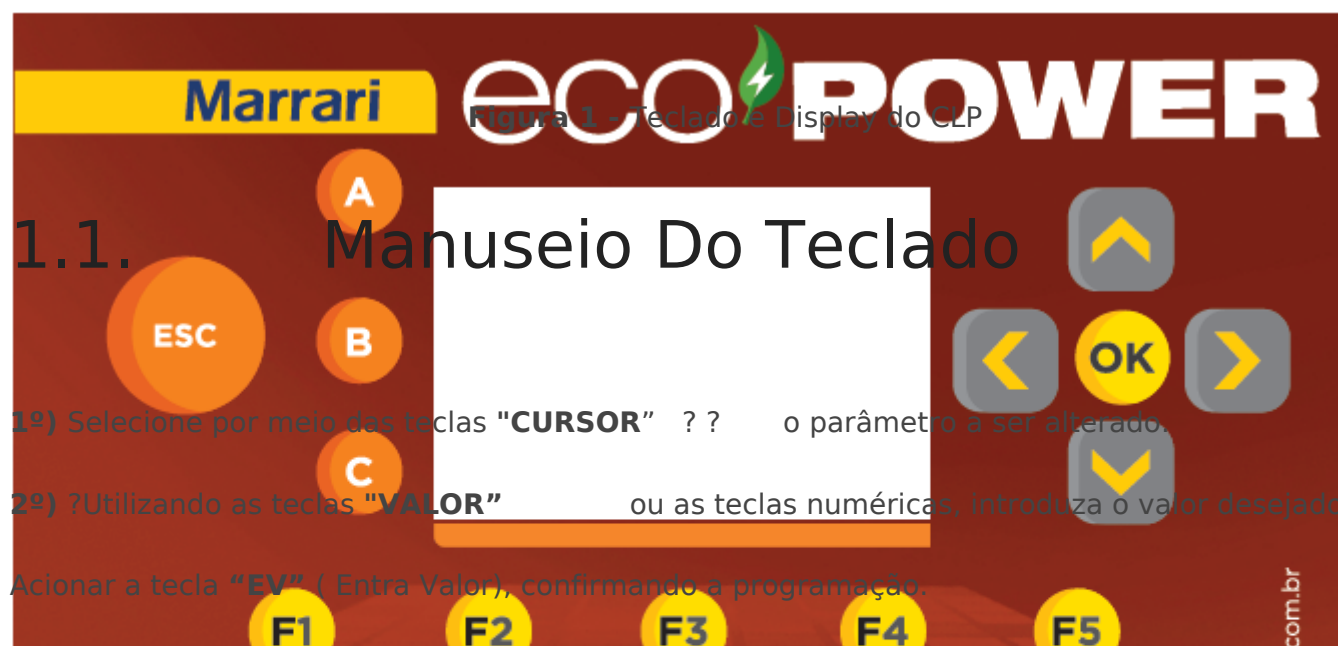 Marrari
eco POWER
Figura 1 - Teclado e Display do CLP
A
1.1. Manuseio Do Teclado
ESC
B
OK
1º) Selecione por meio das teclas "CURSOR” ? ? o parâmetro a ser alterado.
C
2º) ?Utilizando as teclas "VALOR” ou as teclas numéricas, introduza o valor desejado
Acionar a tecla “EV” ( Entra Valor), confirmando a programação.
com.br
F1 F2 F3 F4 F5